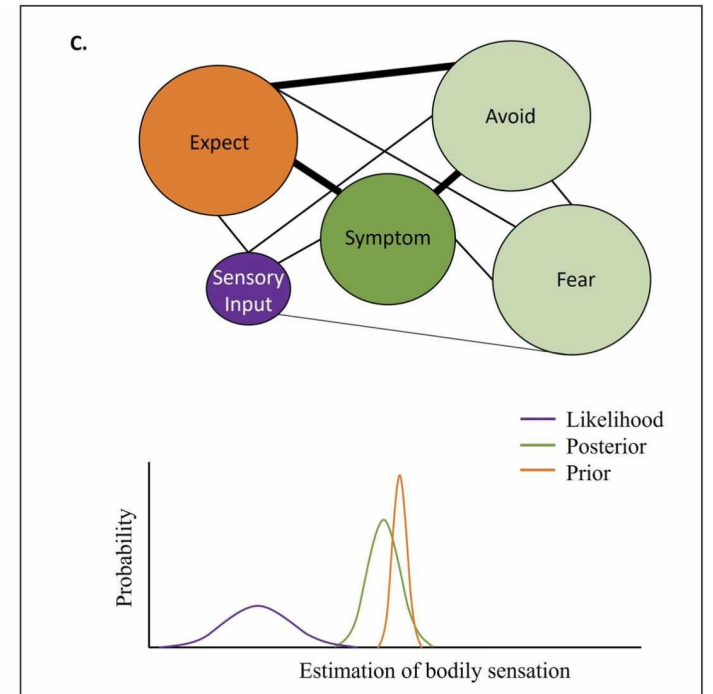 C.
Expect
Avoid
Symptom
Sensory
Input
Fear
Likelihood
Posterior
Prior
Probability
Estimation of bodily sensation